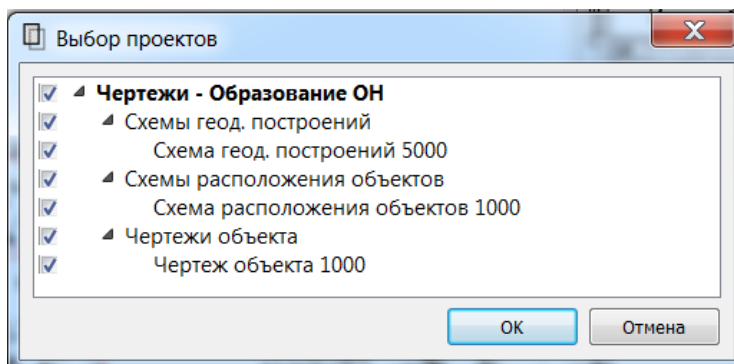 Выбор проектов
Чертежи - Образование ОН
Схемы геод. построений
Схема геод. построений 5000
Схемы расположения объектов
Схема расположения объектов 1000
Чертежи объекта
Чертеж объекта 1000
OK Отмена